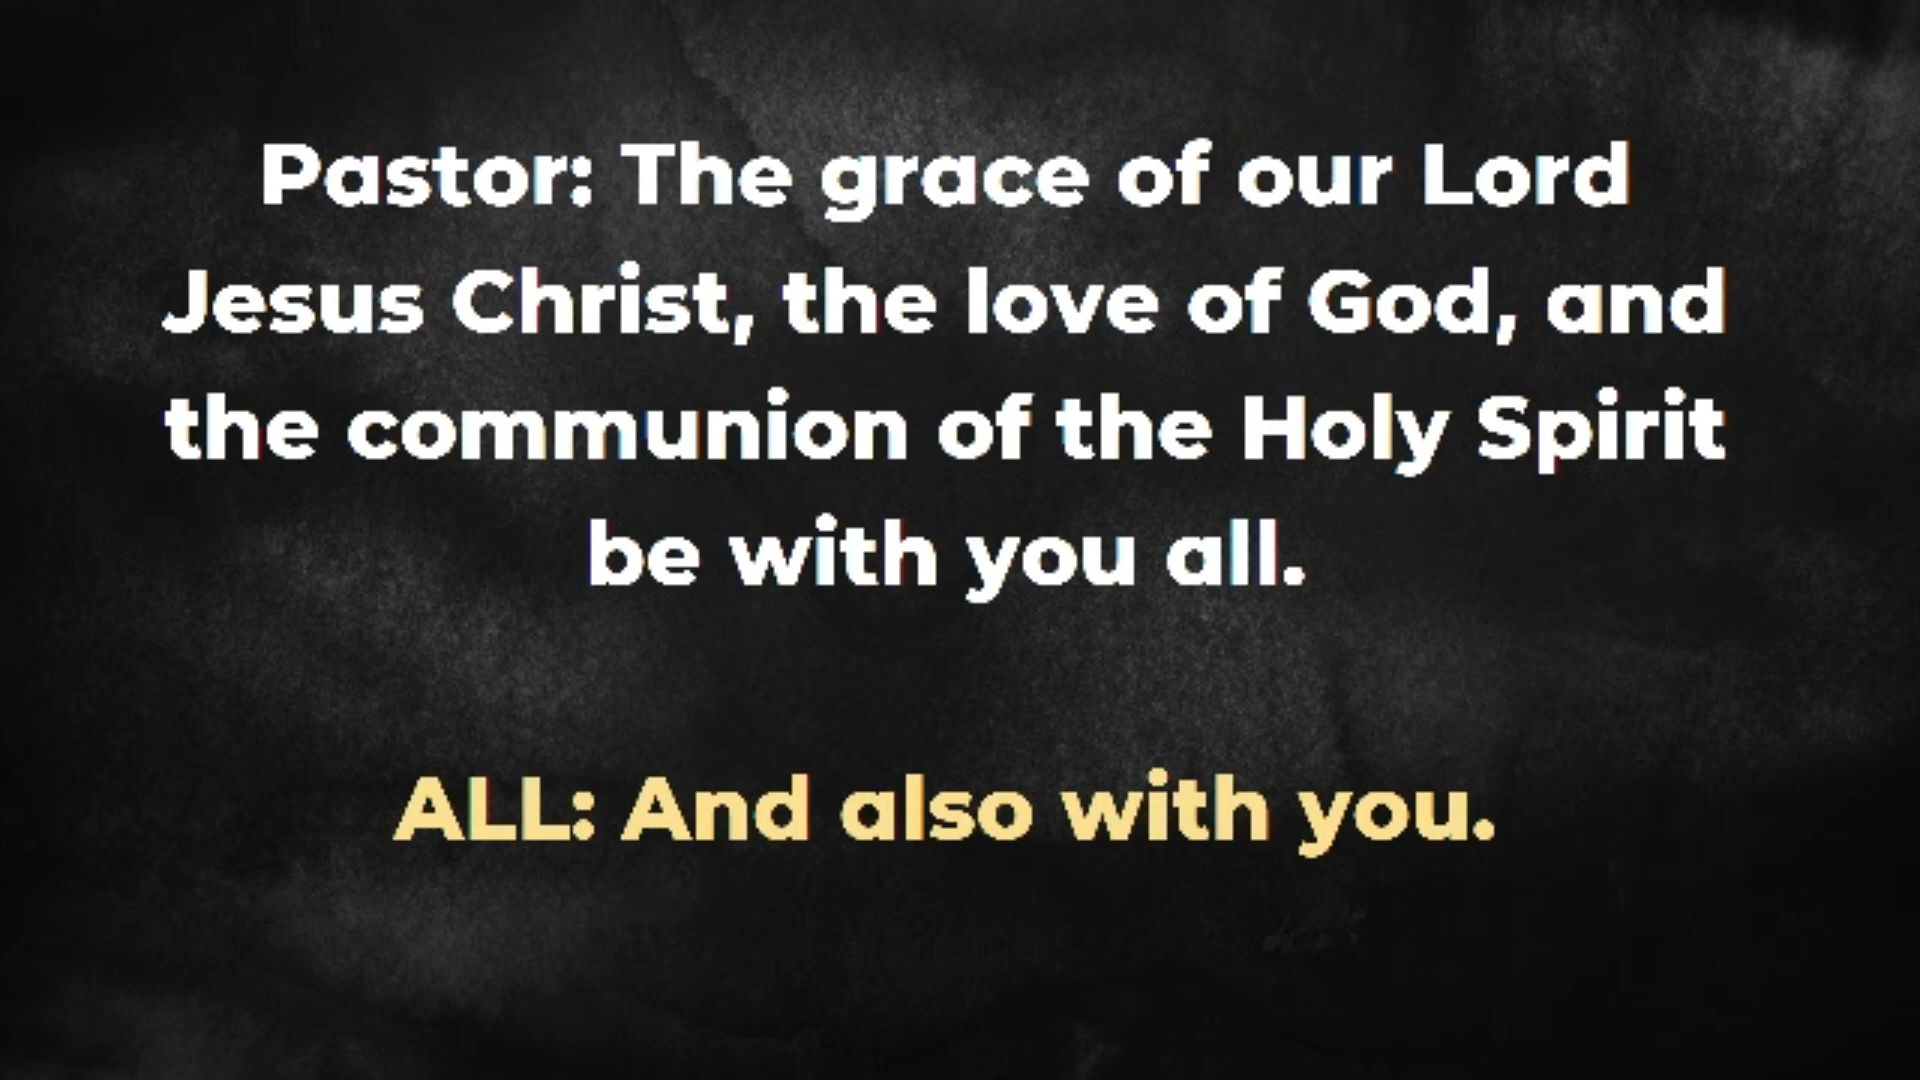 Pastor: The grace of our Lord
Jesus Christ, the love of God, and
the communion of the Holy Spirit
be with you all.
ALL: And also with you.